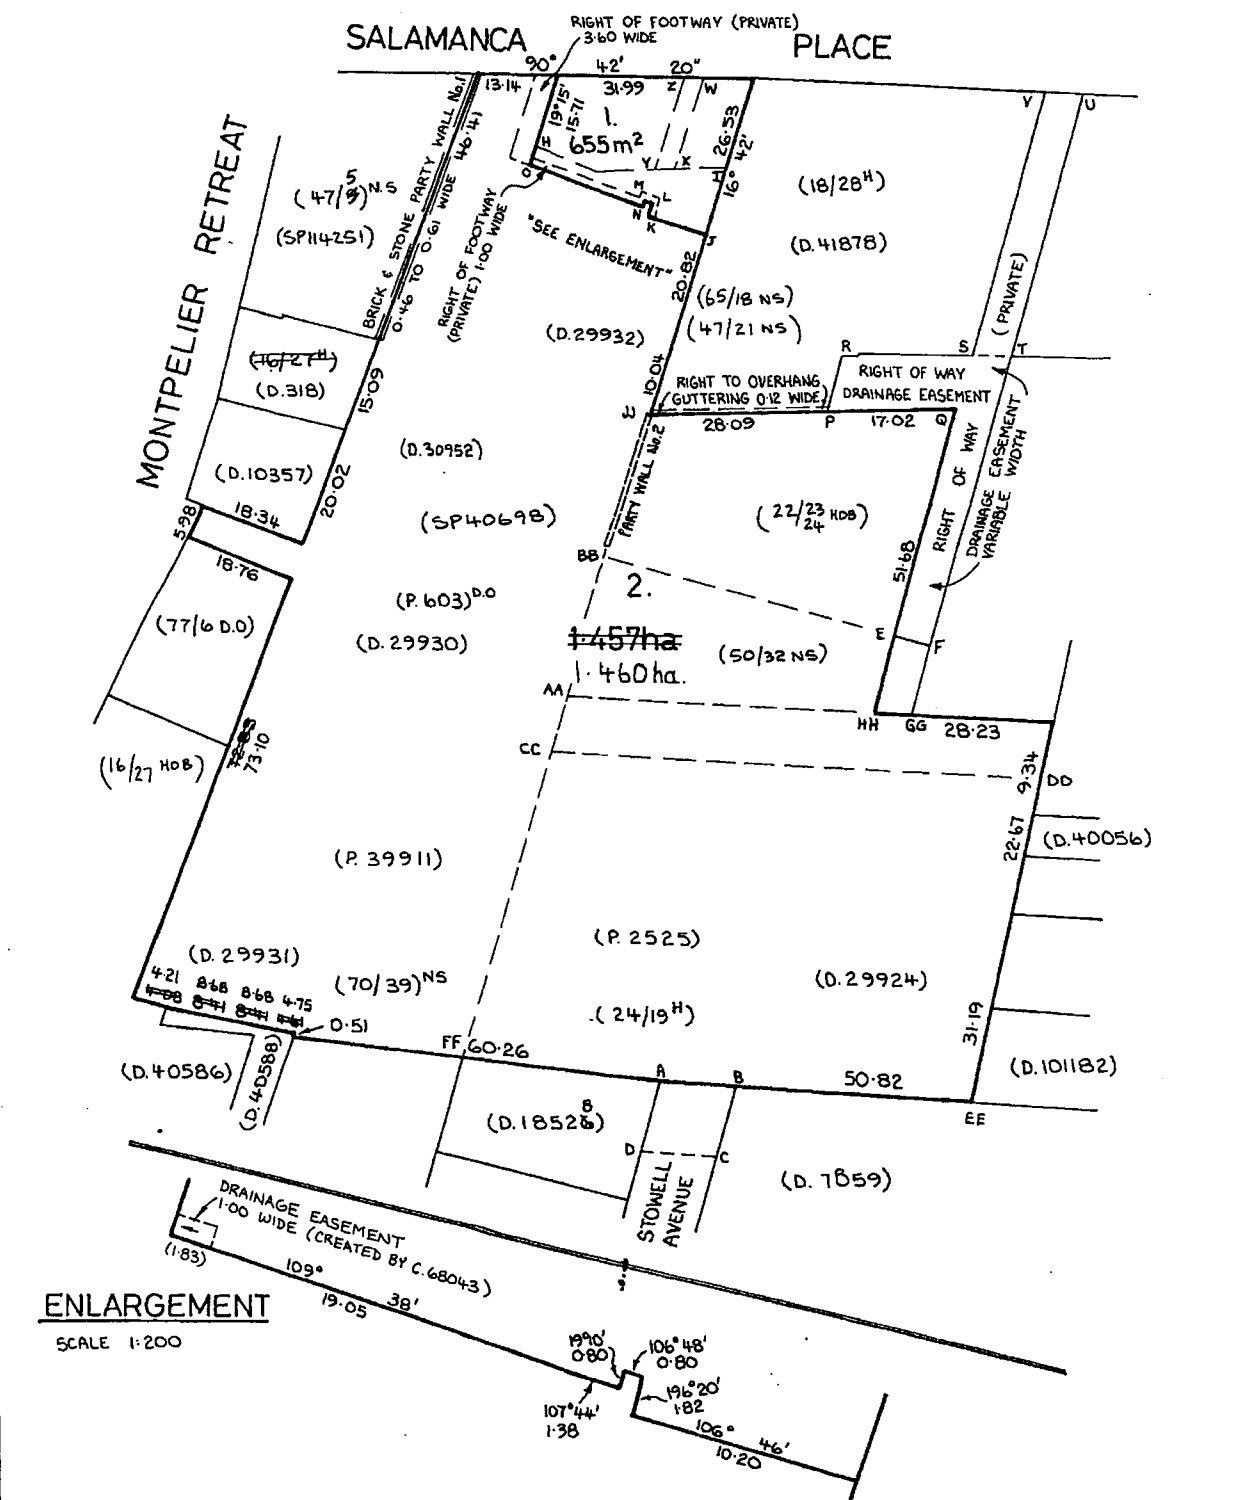 SALAMANCA PLACE
RIGHT OF FOOTWAY (PRIVATE)
3·60 WIDE
90° 42' 20"
13·14
31.99
Z W
V U
19°15'
15.71
1.
655m²
26·53
16° 42'
H
Y X
I
O
M
L
N
K
J
MONTPELIER RETREAT
BRICK & STONE PARTY WALL No.1
0·46 TO 0·61 WIDE 46·41
(47/5) N.S
(SP114251)
RIGHT OF FOOTWAY
(PRIVATE) 1·00 WIDE
"SEE ENLARGEMENT"
(18/28ᴴ)
(D.41878)
20·82
(65/18 NS)
(47/21 NS)
(PRIVATE)
(D.29932)
(16/27ᴴ)
(D.318)
15·09
10·04
R S T
RIGHT TO OVERHANG
GUTTERING 0·12 WIDE
RIGHT OF WAY
DRAINAGE EASEMENT
JJ
28·09
P
17·02
Q
(D.30952)
(D.10357)
20·02
18·34
5.98
18·76
(SP40698)
PARTY WALL No.2
(22/23 24 HDB)
RIGHT OF WAY
DRAINAGE EASEMENT
VARIABLE WIDTH
51·68
BB
2.
(P. 603) D.O
(77/6 D.O)
(D. 29930)
1·457ha
1·460ha.
(50/32 NS)
E
F
AA
HH GG 28·23
CC
DD
9·34
73·10
(16/27 HDB)
22·67
(D.40056)
(P. 39911)
(P. 2525)
(D. 29931)
(70/39) NS
(D. 29924)
(24/19ᴴ)
4·21 8·68 8·68 4·75
4·08 8·41 8·41
0·51
31·19
FF 60·26
A
B
50·82
EE
(D.40586)
(D.40588)
(D.18528)
(D.101182)
D
C
(D. 7859)
STOWELL
AVENUE
DRAINAGE EASEMENT
1·00 WIDE (CREATED BY C.68043)
(1·83)
109° 38'
19·05
ENLARGEMENT
SCALE 1:200
0·80
106° 48'
0·80
196° 20'
1·82
107° 44'
1·38
106° 46'
10·20